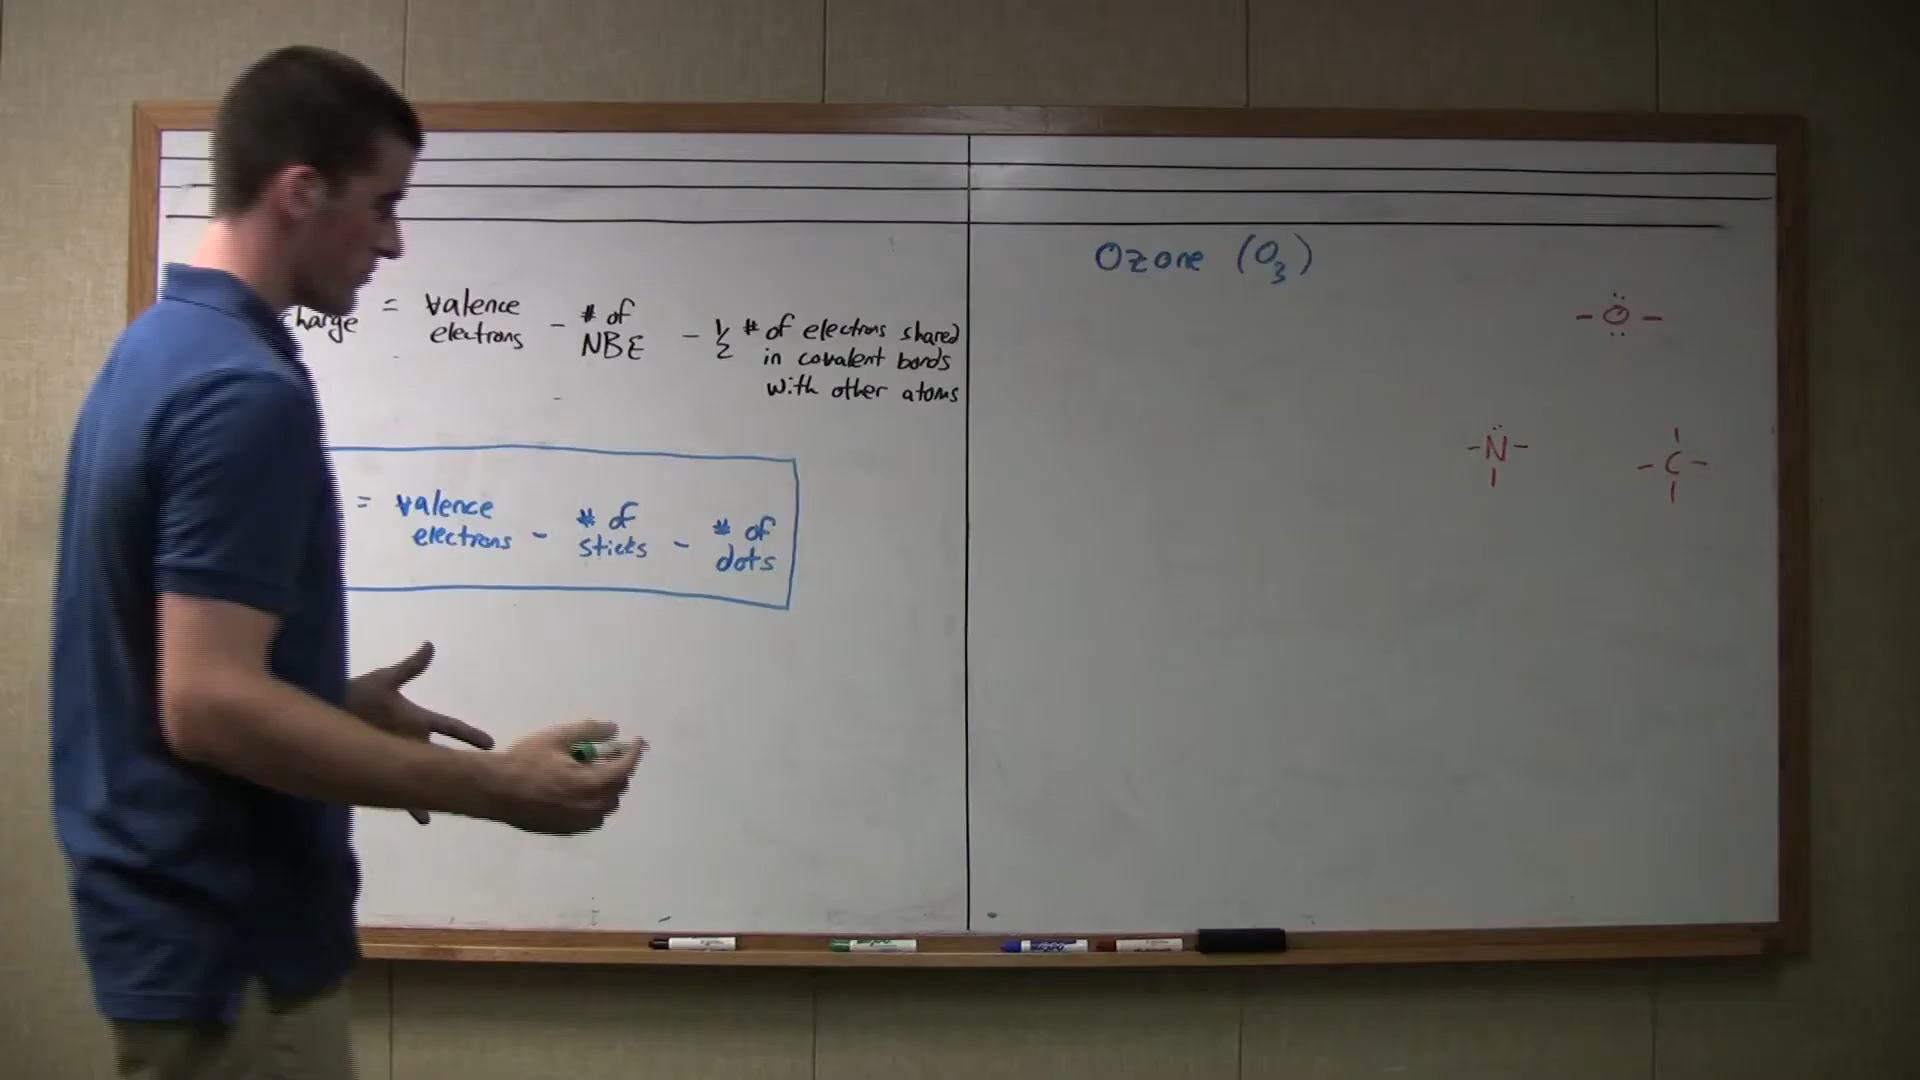 charge = valence electrons - # of NBE - 1/2 # of electrons shared
in covalent bonds
with other atoms
= valence electrons - # of sticks - # of dots
Ozone (O3)
-O-
-N-
-C-